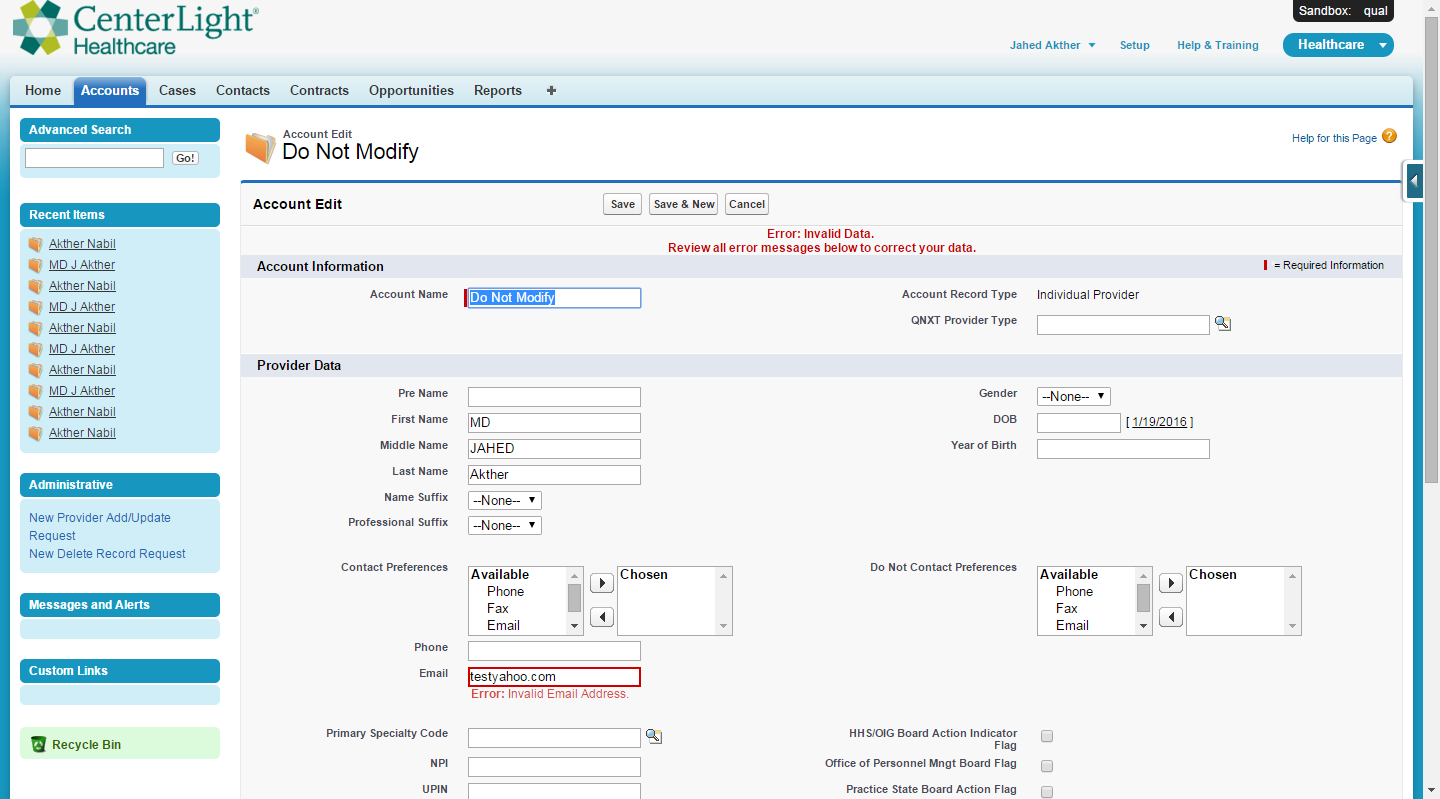 CenterLight®
Healthcare
Sandbox: qual
Jahed Akther Setup Help & Training Healthcare
Home Accounts Cases Contacts Contracts Opportunities Reports +
Advanced Search
Go!
Recent Items
Akther Nabil
MD J Akther
Akther Nabil
MD J Akther
Akther Nabil
MD J Akther
Akther Nabil
MD J Akther
Akther Nabil
Akther Nabil
Administrative
New Provider Add/Update
Request
New Delete Record Request
Messages and Alerts
Custom Links
Recycle Bin
Account Edit
Do Not Modify
Help for this Page ?
Account Edit Save Save & New Cancel
Error: Invalid Data.
Review all error messages below to correct your data.
Account Information = Required Information
Account Name Do Not Modify Account Record Type Individual Provider
QNXT Provider Type
Provider Data
Pre Name Gender --None--
First Name MD DOB [ 1/19/2016 ]
Middle Name JAHED Year of Birth
Last Name Akther
Name Suffix --None--
Professional Suffix --None--
Contact Preferences Available Chosen Do Not Contact Preferences Available Chosen
Phone Phone
Fax Fax
Email Email
Phone
Email testyahoo.com
Error: Invalid Email Address.
Primary Specialty Code HHS/OIG Board Action Indicator
Flag
NPI Office of Personnel Mngt Board Flag
UPIN Practice State Board Action Flag